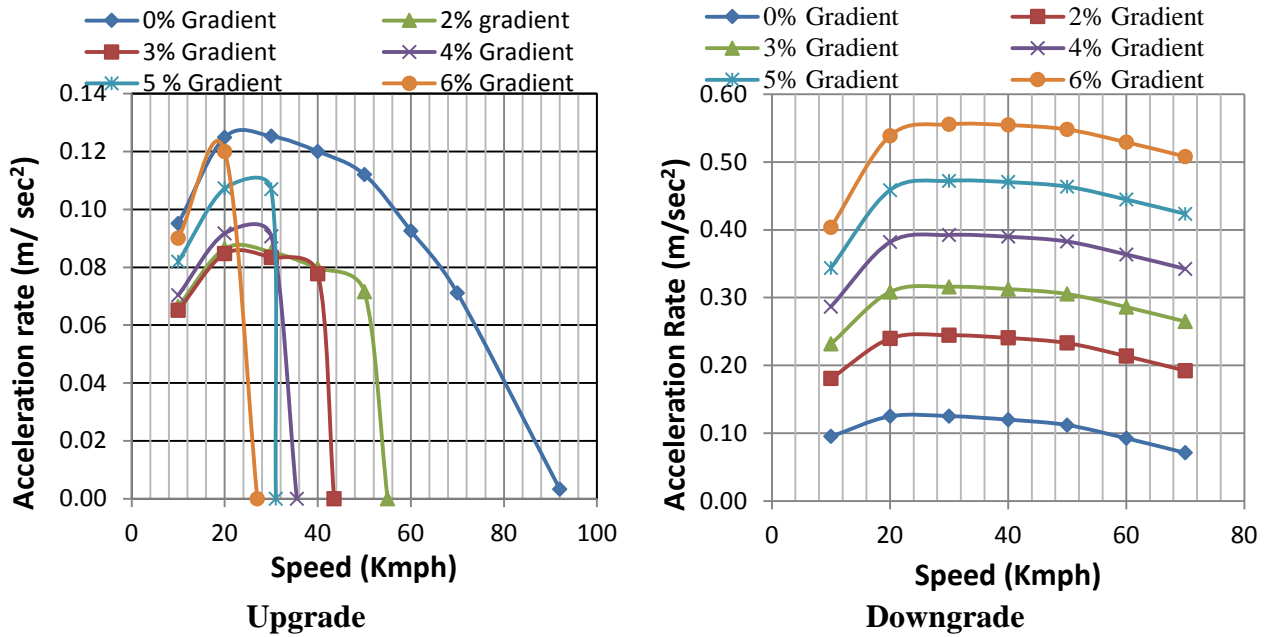 0% Gradient 2% gradient
3% Gradient 4% Gradient
5 % Gradient 6% Gradient
0.14
0.12
0.10
0.08
0.06
0.04
0.02
0.00
0 20 40 60 80 100
Acceleration rate (m/ sec²)
Speed (Kmph)
Upgrade
0% Gradient 2% Gradient
3% Gradient 4% Gradient
5% Gradient 6% Gradient
0.60
0.50
0.40
0.30
0.20
0.10
0.00
0 20 40 60 80
Acceleration Rate (m/sec²)
Speed (Kmph)
Downgrade